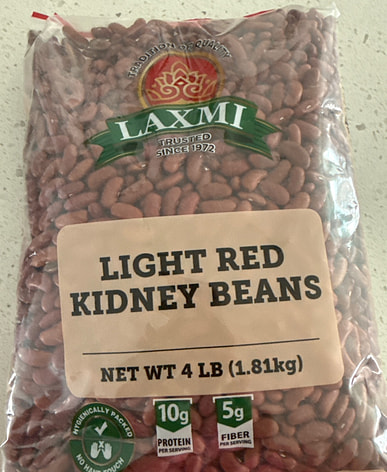 TRADITION OF QUALITY
LAXMI
TRUSTED
SINCE 1972
LIGHT RED
KIDNEY BEANS
NET WT 4 LB (1.81kg)
HYGIENICALLY PACKED
NO HAND TOUCH
10g
PROTEIN
PER SERVING
5g
FIBER
PER SERVING